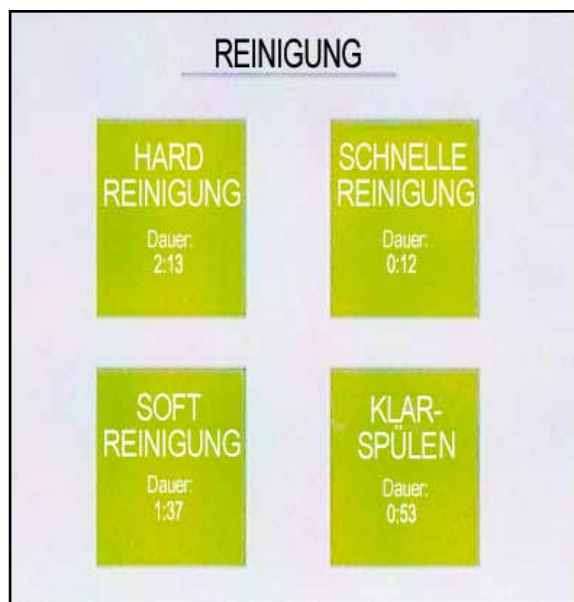 REINIGUNG
HARD
REINIGUNG
Dauer:
2:13
SCHNELLE
REINIGUNG
Dauer:
0:12
SOFT
REINIGUNG
Dauer:
1:37
KLAR-
SPÜLEN
Dauer:
0:53